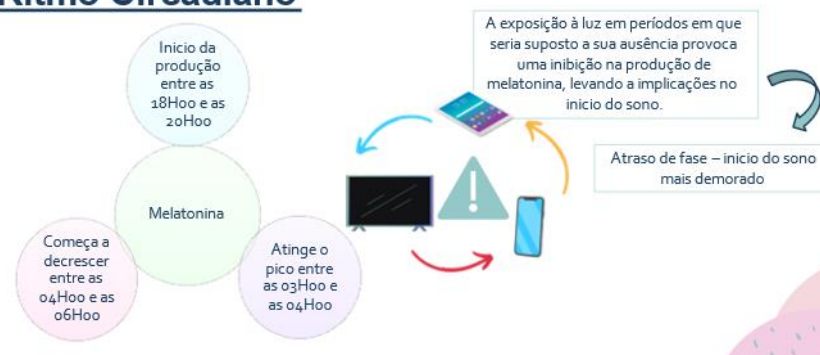 Ritmo Circadiano
Inicio da
produção
entre as
18H00 e as
20H00
Melatonina
Começa a
decrescer
entre as
04H00 e as
06H00
Atinge o
pico entre
as 03H00 e
as 04H00
A exposição à luz em períodos em que
seria suposto a sua ausência provoca
uma inibição na produção de
melatonina, levando a implicações no
inicio do sono.
Atraso de fase – inicio do sono
mais demorado